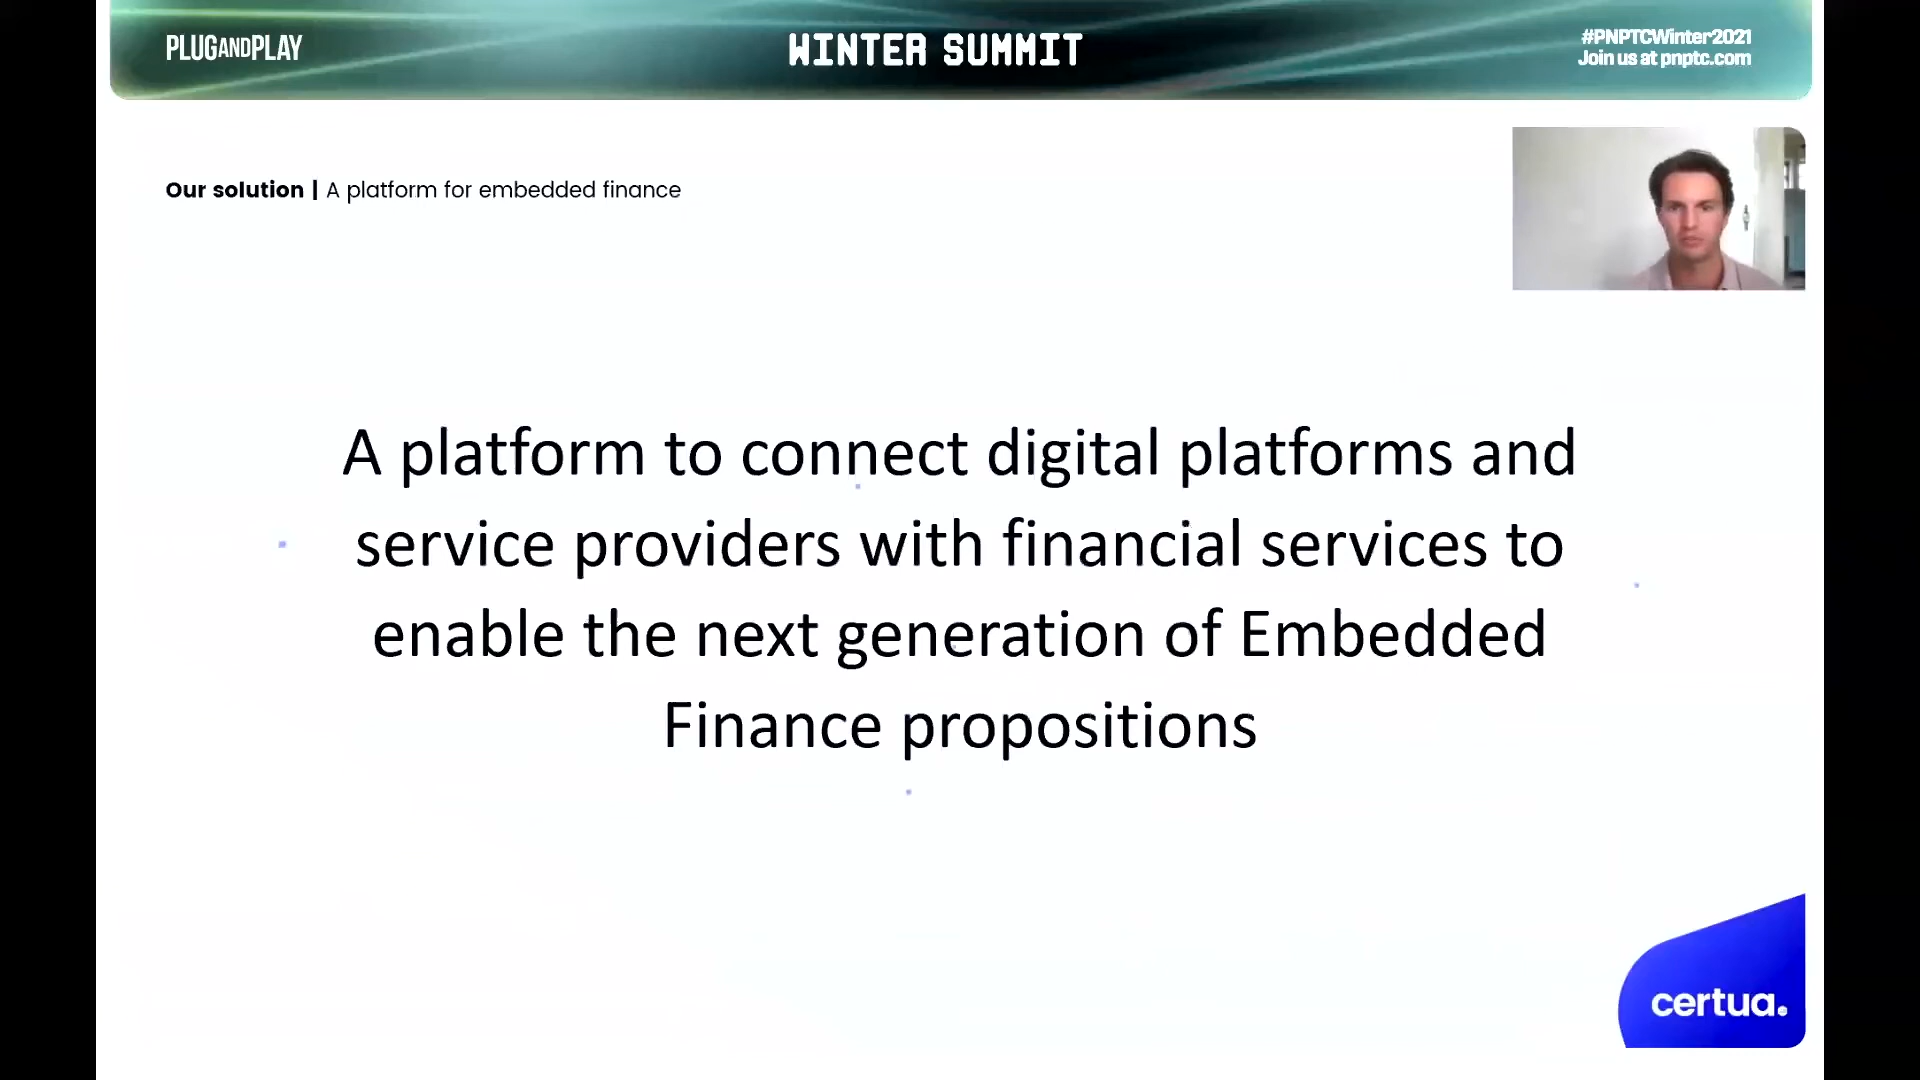 PLUGANDPLAY
WINTER SUMMIT
#PNPTCWinter2021
Join us at pnptc.com
Our solution | A platform for embedded finance
A platform to connect digital platforms and
service providers with financial services to
enable the next generation of Embedded
Finance propositions
certua.